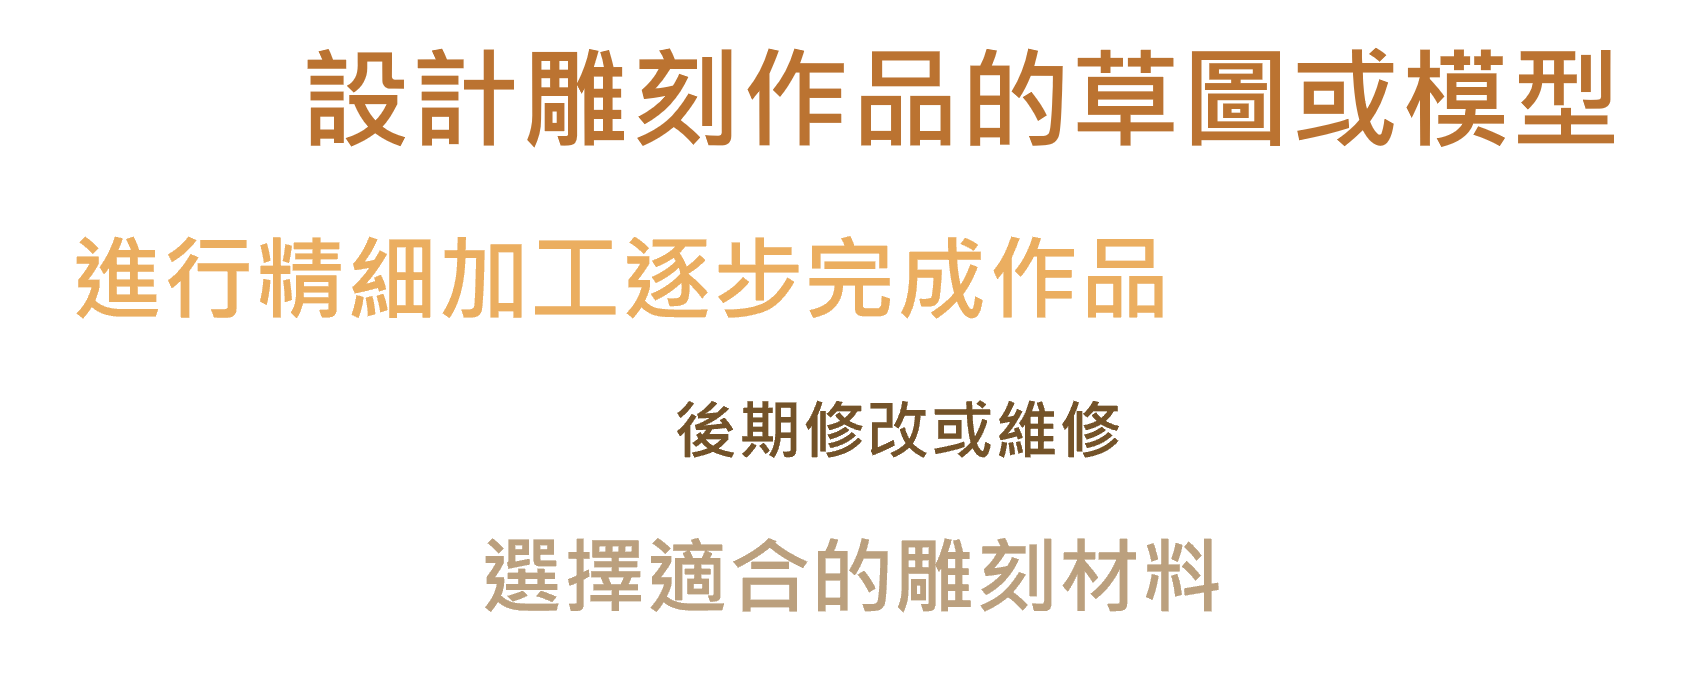 設計雕刻作品的草圖或模型
進行精細加工逐步完成作品
後期修改或維修
選擇適合的雕刻材料